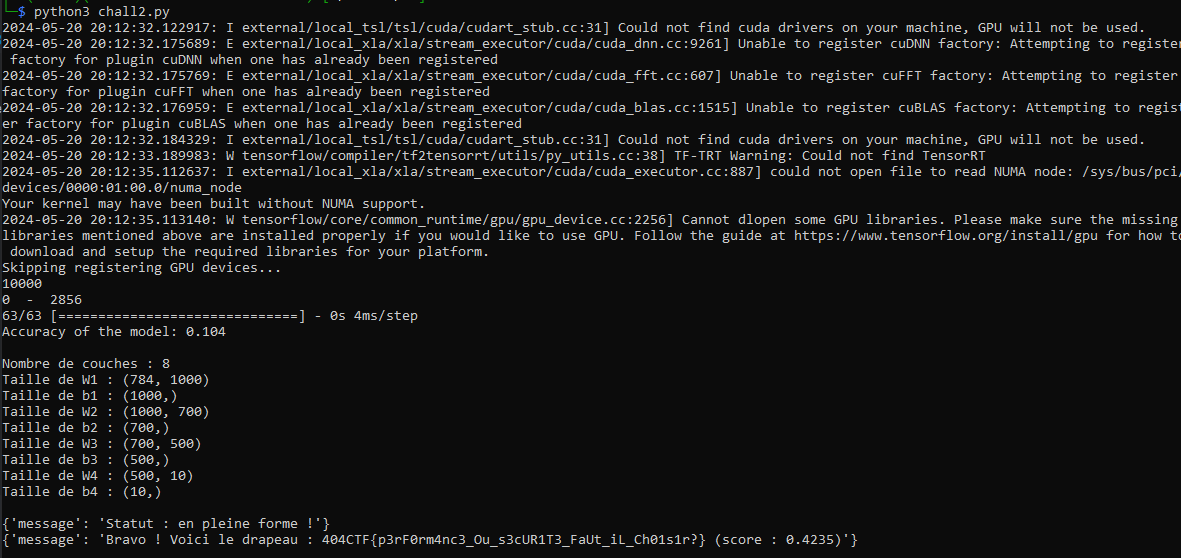 └─$ python3 chall2.py
2024-05-20 20:12:32.122917: I external/local_tsl/tsl/cuda/cudart_stub.cc:31] Could not find cuda drivers on your machine, GPU will not be used.
2024-05-20 20:12:32.175689: E external/local_xla/xla/stream_executor/cuda/cuda_dnn.cc:9261] Unable to register cuDNN factory: Attempting to register
factory for plugin cuDNN when one has already been registered
2024-05-20 20:12:32.175769: E external/local_xla/xla/stream_executor/cuda/cuda_fft.cc:607] Unable to register cuFFT factory: Attempting to register
factory for plugin cuFFT when one has already been registered
2024-05-20 20:12:32.176959: E external/local_xla/xla/stream_executor/cuda/cuda_blas.cc:1515] Unable to register cuBLAS factory: Attempting to regist
er factory for plugin cuBLAS when one has already been registered
2024-05-20 20:12:32.184329: I external/local_tsl/tsl/cuda/cudart_stub.cc:31] Could not find cuda drivers on your machine, GPU will not be used.
2024-05-20 20:12:33.189983: W tensorflow/compiler/tf2tensorrt/utils/py_utils.cc:38] TF-TRT Warning: Could not find TensorRT
2024-05-20 20:12:35.112637: I external/local_xla/xla/stream_executor/cuda/cuda_executor.cc:887] could not open file to read NUMA node: /sys/bus/pci/
devices/0000:01:00.0/numa_node
Your kernel may have been built without NUMA support.
2024-05-20 20:12:35.113140: W tensorflow/core/common_runtime/gpu/gpu_device.cc:2256] Cannot dlopen some GPU libraries. Please make sure the missing
libraries mentioned above are installed properly if you would like to use GPU. Follow the guide at https://www.tensorflow.org/install/gpu for how to
download and setup the required libraries for your platform.
Skipping registering GPU devices...
10000
0  -  2856
63/63 [==============================] - 0s 4ms/step
Accuracy of the model: 0.104
Nombre de couches : 8
Taille de W1 : (784, 1000)
Taille de b1 : (1000,)
Taille de W2 : (1000, 700)
Taille de b2 : (700,)
Taille de W3 : (700, 500)
Taille de b3 : (500,)
Taille de W4 : (500, 10)
Taille de b4 : (10,)
{'message': 'Statut : en pleine forme !'}
{'message': 'Bravo ! Voici le drapeau : 404CTF{p3rF0rm4nc3_Ou_s3cUR1T3_FaUt_iL_Ch01s1r?} (score : 0.4235)'}